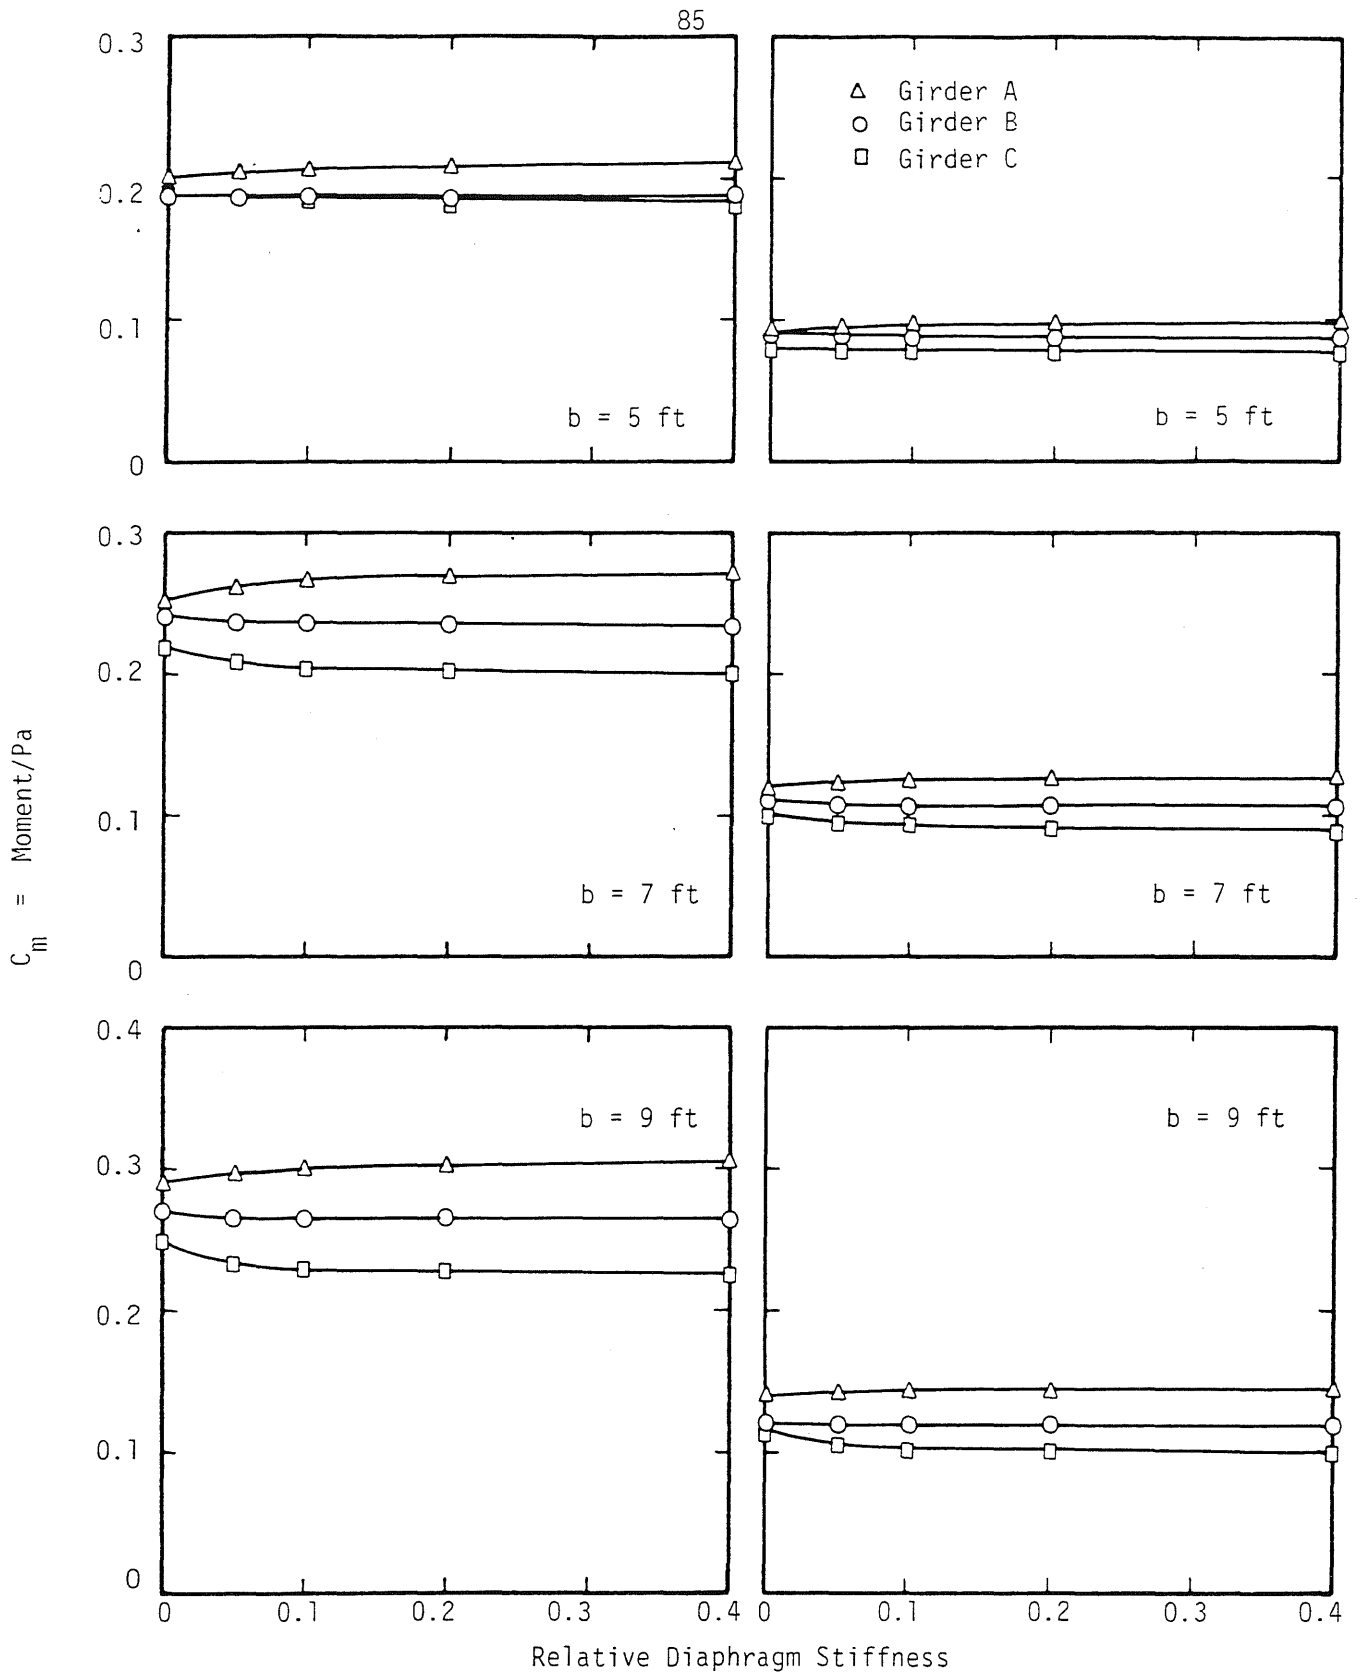 85
0.3
0.2
0.1
0
Girder A
Girder B
Girder C
b = 5 ft
b = 5 ft
0.3
0.2
0.1
0
b = 7 ft
b = 7 ft
C_m = Moment/Pa
0.4
0.3
0.2
0.1
0
b = 9 ft
b = 9 ft
0 0.1 0.2 0.3 0.4 0 0.1 0.2 0.3 0.4
Relative Diaphragm Stiffness